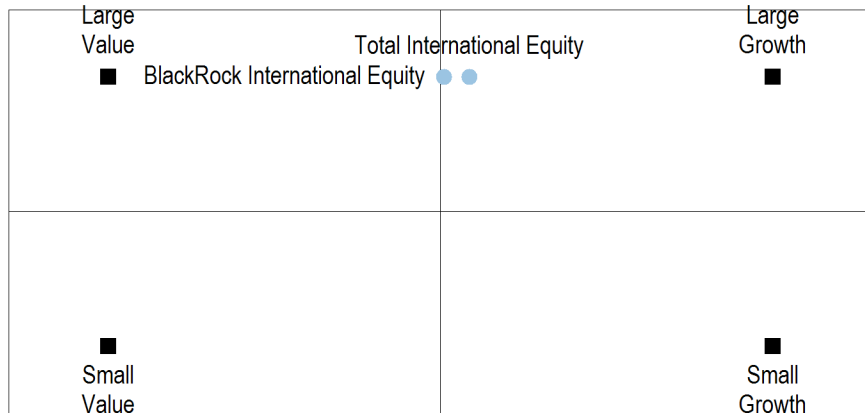 Large
Value
Large
Growth
Total International Equity
BlackRock International Equity
Small
Value
Small
Growth